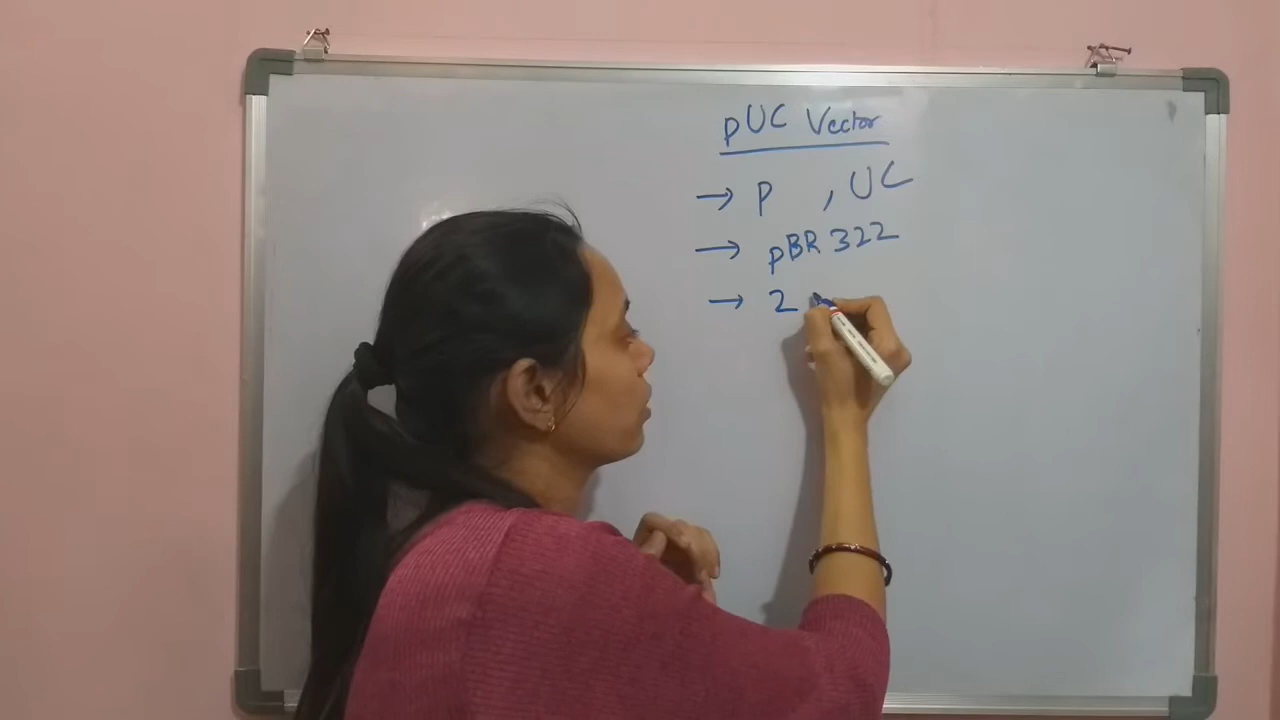 pUC Vector
→ p , UC
→ pBR 322
→ 2